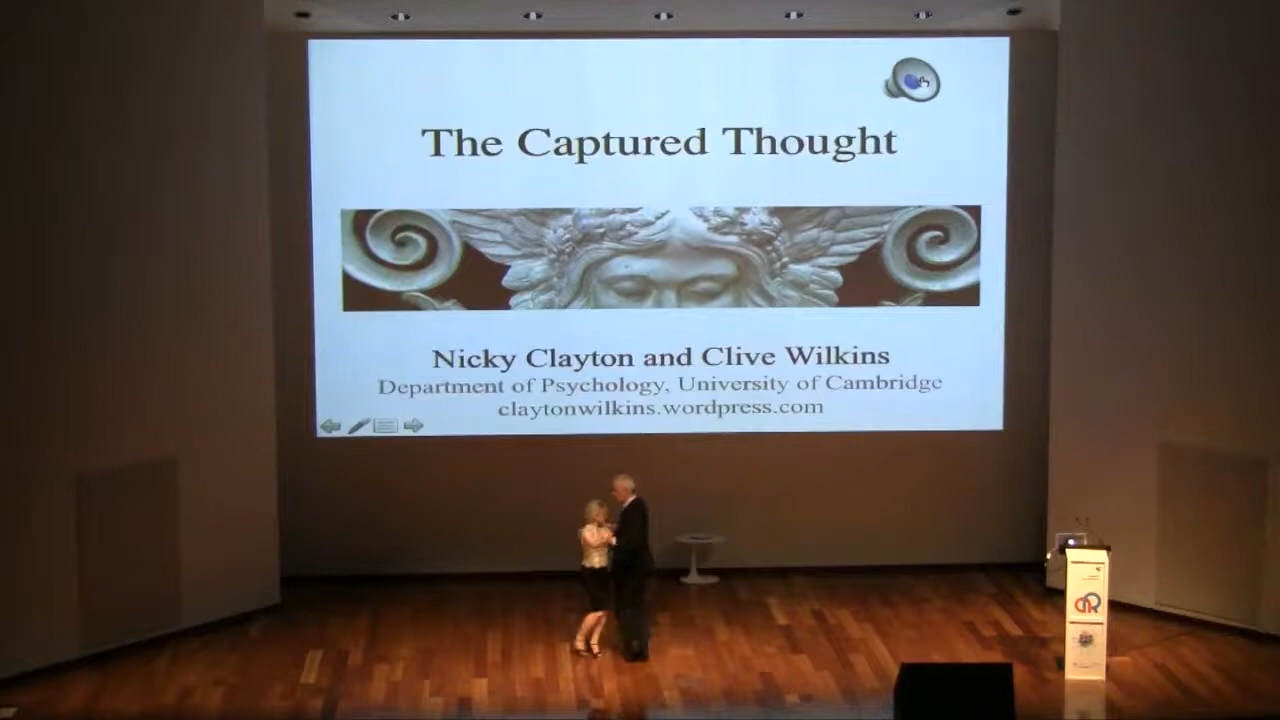 The Captured Thought
Nicky Clayton and Clive Wilkins
Department of Psychology, University of Cambridge
claytonwilkins.wordpress.com